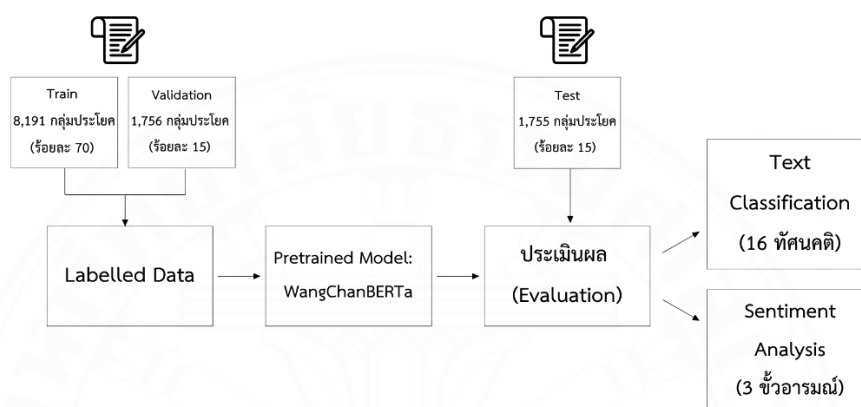 Train
8,191 กลุ่มประโยค
(ร้อยละ 70)
Validation
1,756 กลุ่มประโยค
(ร้อยละ 15)
Test
1,755 กลุ่มประโยค
(ร้อยละ 15)
Labelled Data
Pretrained Model:
WangChanBERTa
ประเมินผล
(Evaluation)
Text
Classification
(16 ทัศนคติ)
Sentiment
Analysis
(3 ขั้วอารมณ์)